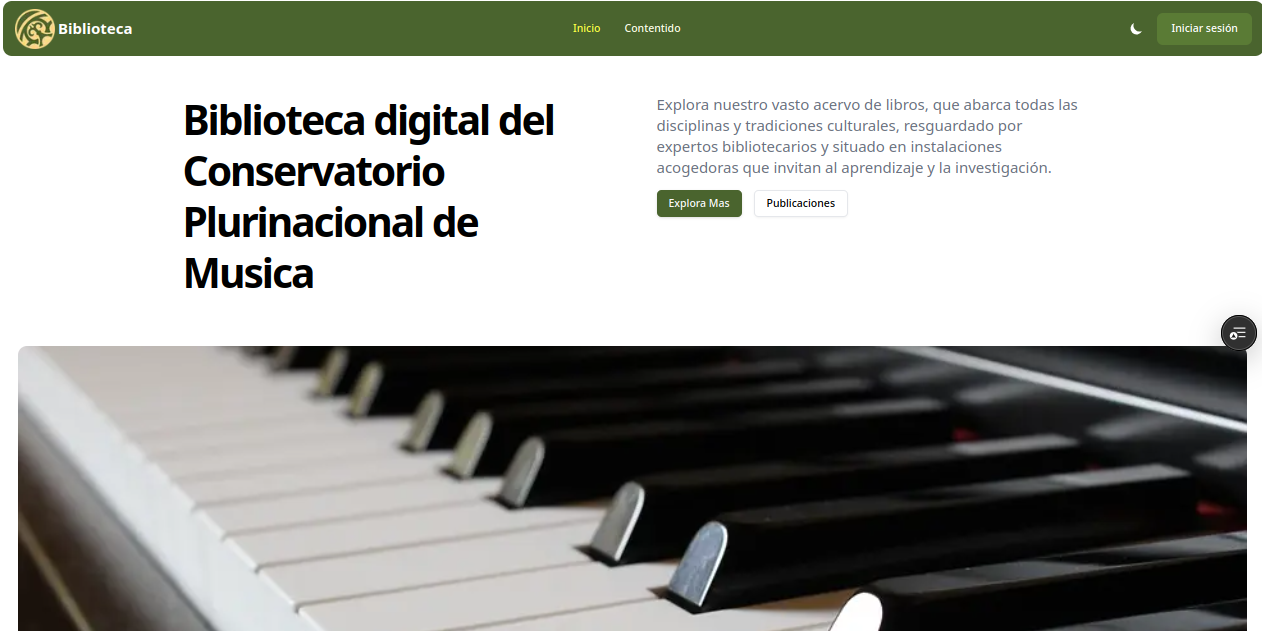 Biblioteca
Inicio
Contenido
Iniciar sesión
Biblioteca digital del
Conservatorio
Plurinacional de
Musica
Explora nuestro vasto acervo de libros, que abarca todas las
disciplinas y tradiciones culturales, resguardado por
expertos bibliotecarios y situado en instalaciones
acogedoras que invitan al aprendizaje y la investigación.
Explora Mas
Publicaciones